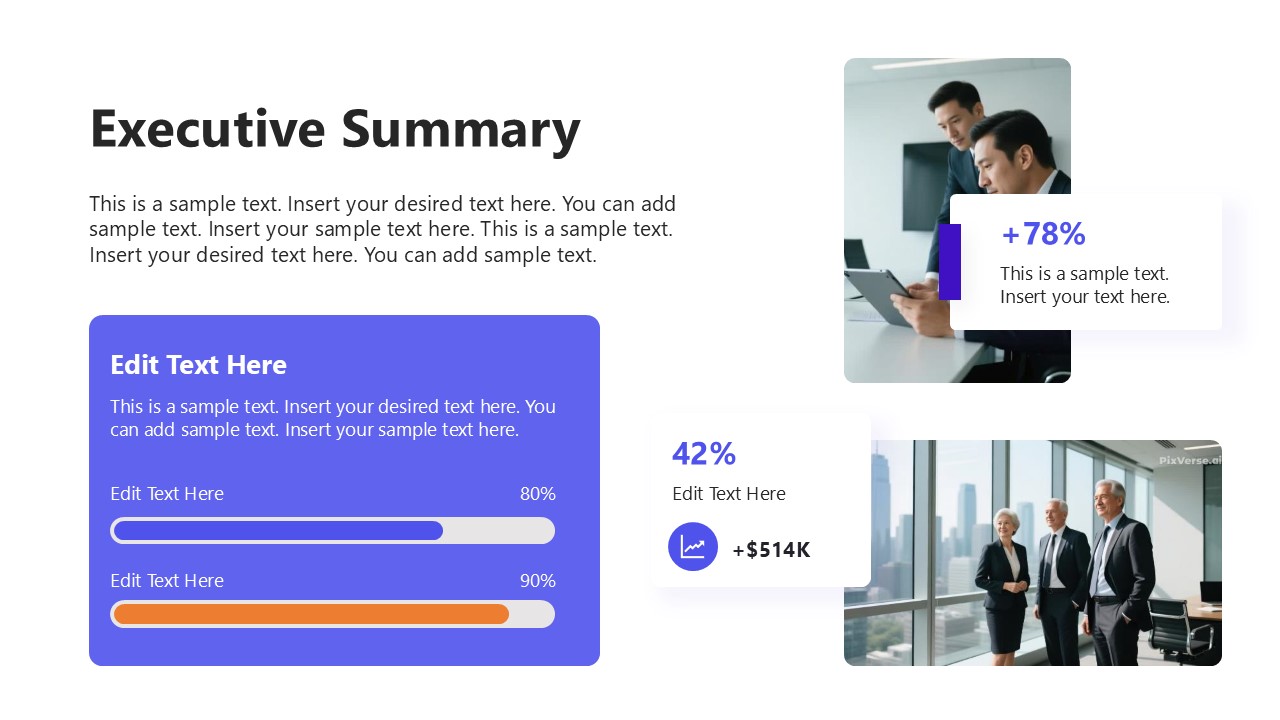 Executive Summary
This is a sample text. Insert your desired text here. You can add
sample text. Insert your sample text here. This is a sample text.
Insert your desired text here. You can add sample text.
Edit Text Here
This is a sample text. Insert your desired text here. You
can add sample text. Insert your sample text here.
Edit Text Here 80%
Edit Text Here 90%
+78%
This is a sample text.
Insert your text here.
42%
Edit Text Here
+$514K
PixVerse.ai